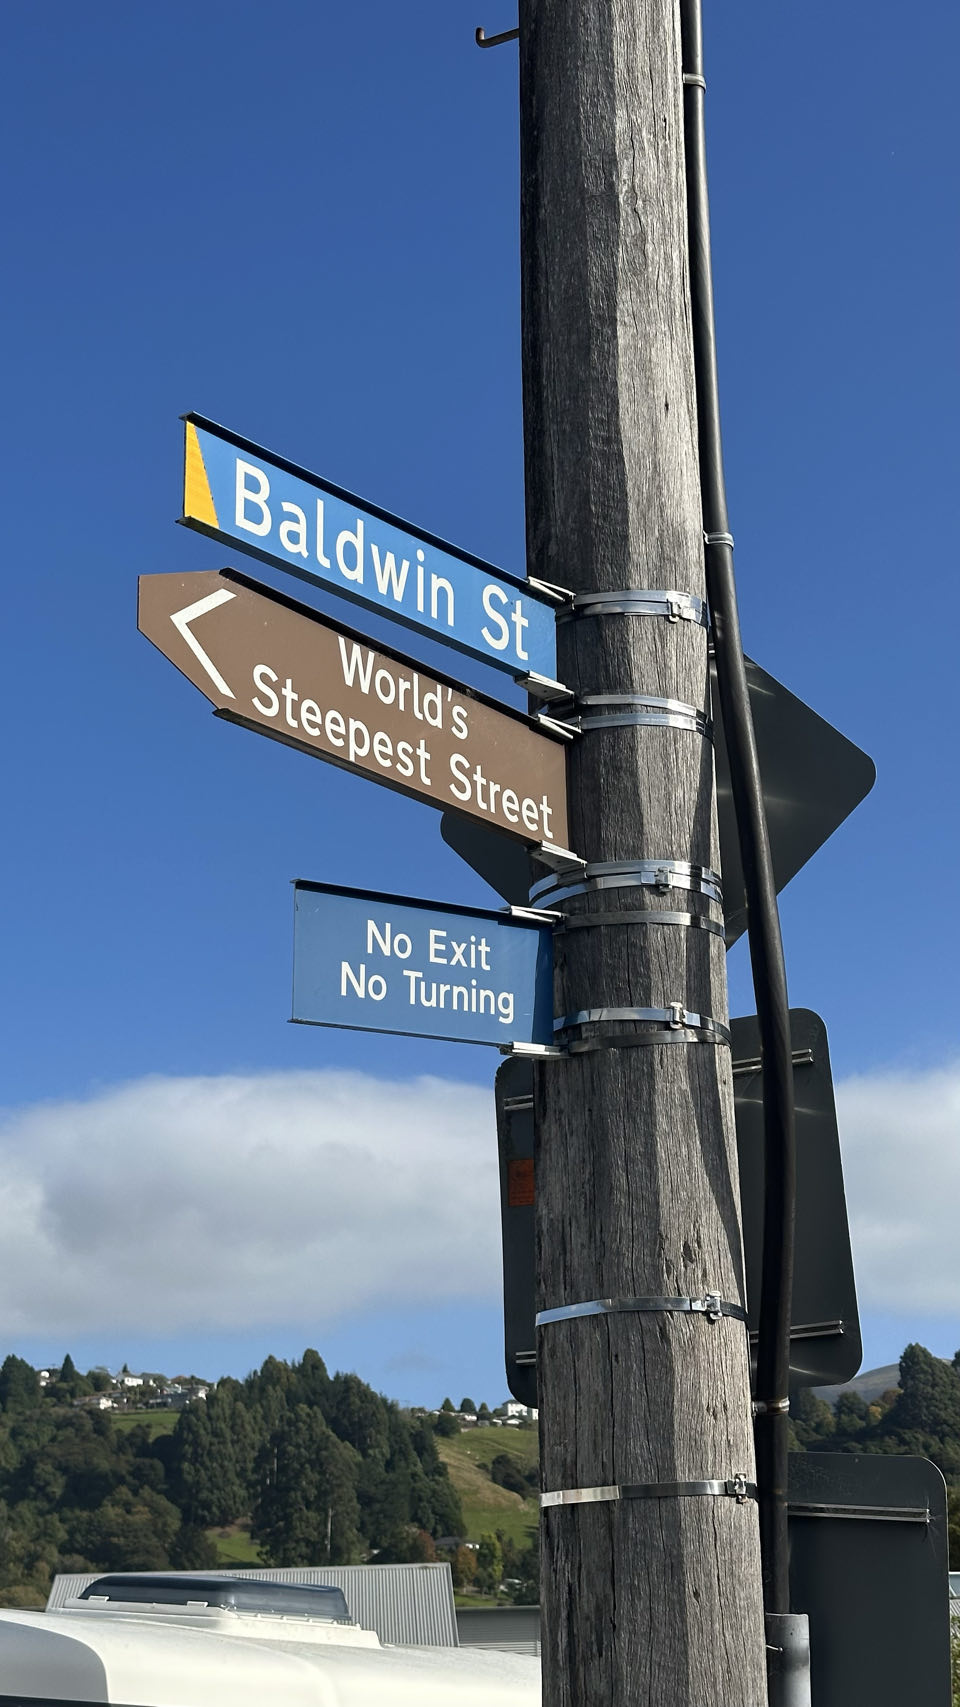 Baldwin St
World's
Steepest Street
No Exit
No Turning